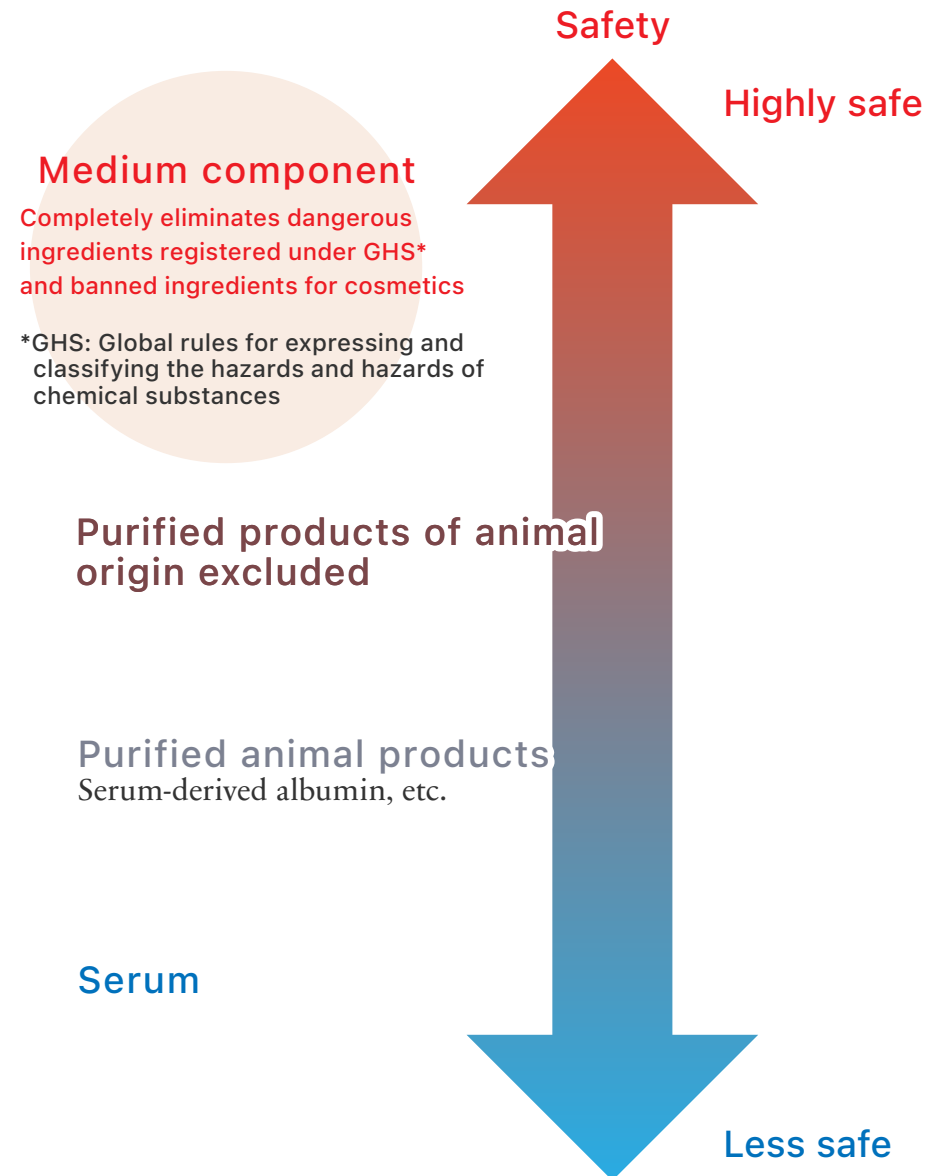 Safety
Highly safe
Medium component
Completely eliminates dangerous
ingredients registered under GHS*
and banned ingredients for cosmetics
*GHS: Global rules for expressing and
classifying the hazards and hazards of
chemical substances
Purified products of animal
origin excluded
Purified animal products
Serum-derived albumin, etc.
Serum
Less safe